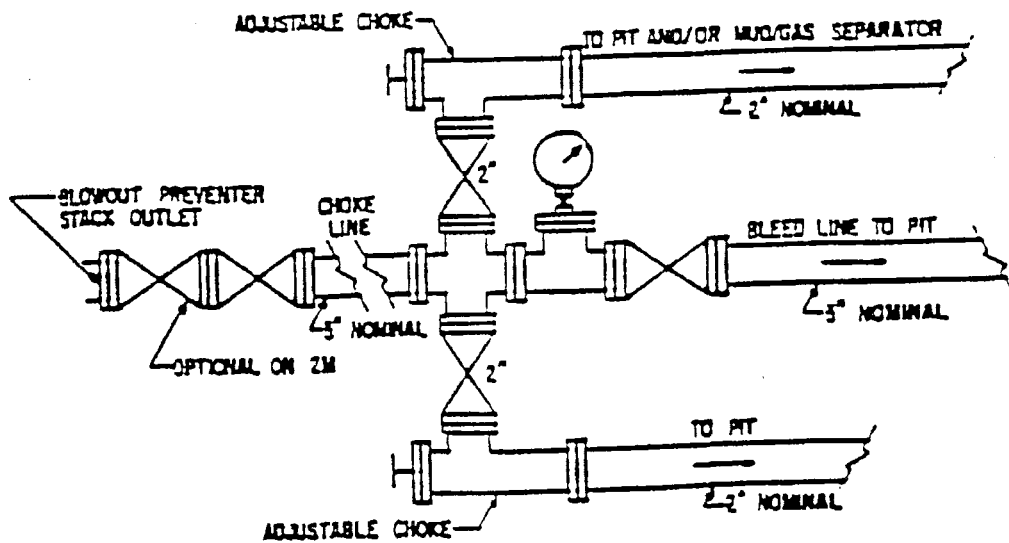 ADJUSTABLE CHOKE
TO PIT AND/OR MUD/GAS SEPARATOR
2" NOMINAL
2"
BLOWOUT PREVENTER
STACK OUTLET
CHOKE
LINE
BLEED LINE TO PIT
3" NOMINAL
3" NOMINAL
OPTIONAL ON 2M
2"
TO PIT
2" NOMINAL
ADJUSTABLE CHOKE